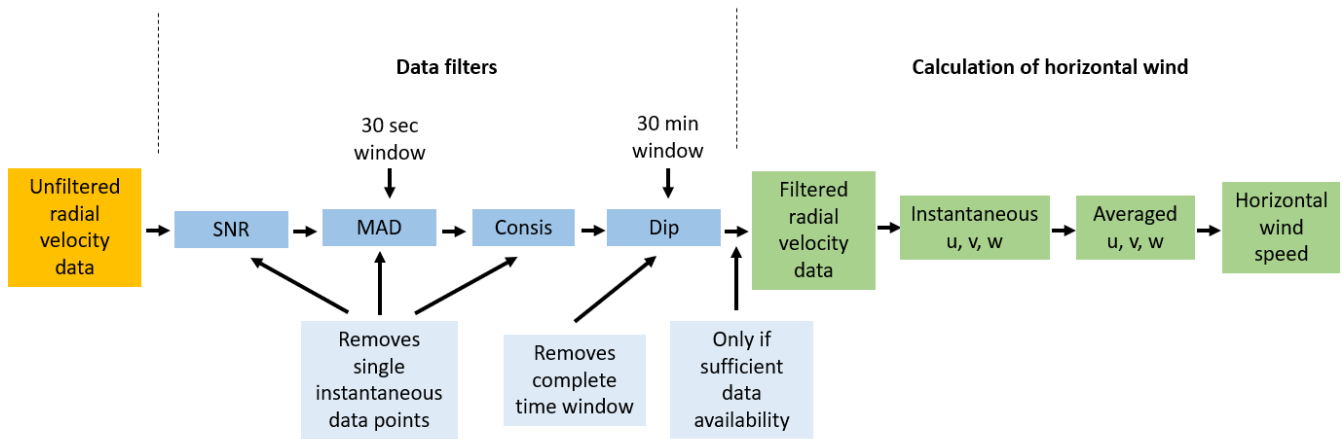 Data filters
Calculation of horizontal wind
30 sec
window
30 min
window
Unfiltered
radial
velocity
data
SNR
MAD
Consis
Dip
Filtered
radial
velocity
data
Instantaneous
u, v, w
Averaged
u, v, w
Horizontal
wind
speed
Removes
single
instantaneous
data points
Removes
complete
time window
Only if
sufficient
data
availability